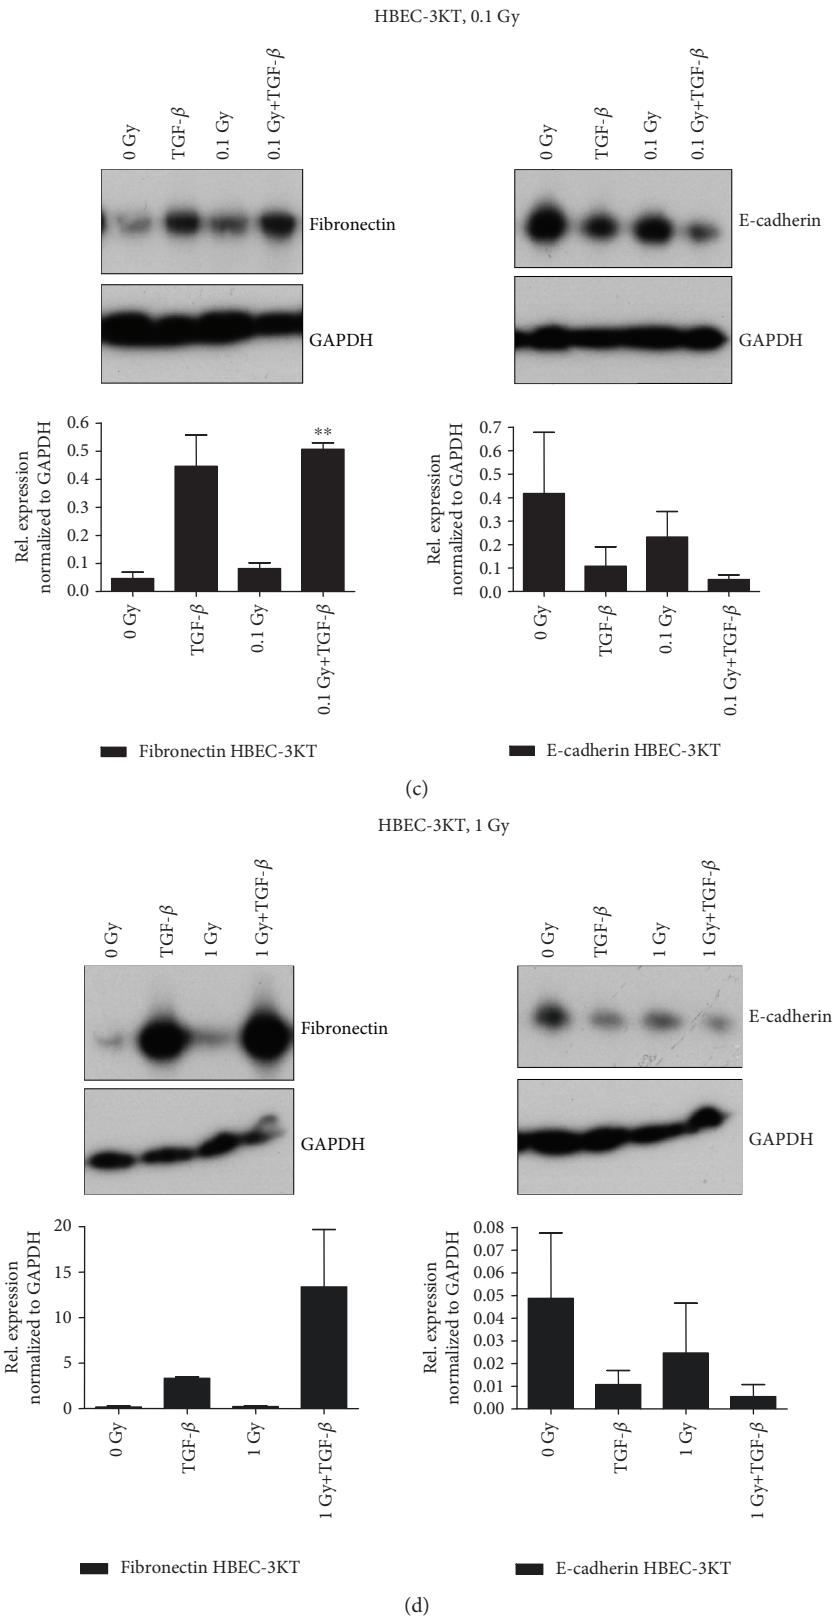 HBEC-3KT, 0.1 Gy
0 Gy
TGF-β
0.1 Gy
0.1 Gy+TGF-β
Fibronectin
GAPDH
0 Gy
TGF-β
0.1 Gy
0.1 Gy+TGF-β
E-cadherin
GAPDH
Rel. expression
normalized to GAPDH
0.6
0.5
0.4
0.3
0.2
0.1
0.0
**
0 Gy
TGF-β
0.1 Gy
0.1 Gy+TGF-β
Fibronectin HBEC-3KT
Rel. expression
normalized to GAPDH
0.7
0.6
0.5
0.4
0.3
0.2
0.1
0.0
0 Gy
TGF-β
0.1 Gy
0.1 Gy+TGF-β
E-cadherin HBEC-3KT
(c)
HBEC-3KT, 1 Gy
0 Gy
TGF-β
1 Gy
1 Gy+TGF-β
Fibronectin
GAPDH
0 Gy
TGF-β
1 Gy
1 Gy+TGF-β
E-cadherin
GAPDH
Rel. expression
normalized to GAPDH
20
15
10
5
0
0 Gy
TGF-β
1 Gy
1 Gy+TGF-β
Fibronectin HBEC-3KT
Rel. expression
normalized to GAPDH
0.08
0.07
0.06
0.05
0.04
0.03
0.02
0.01
0.00
0 Gy
TGF-β
1 Gy
1 Gy+TGF-β
E-cadherin HBEC-3KT
(d)